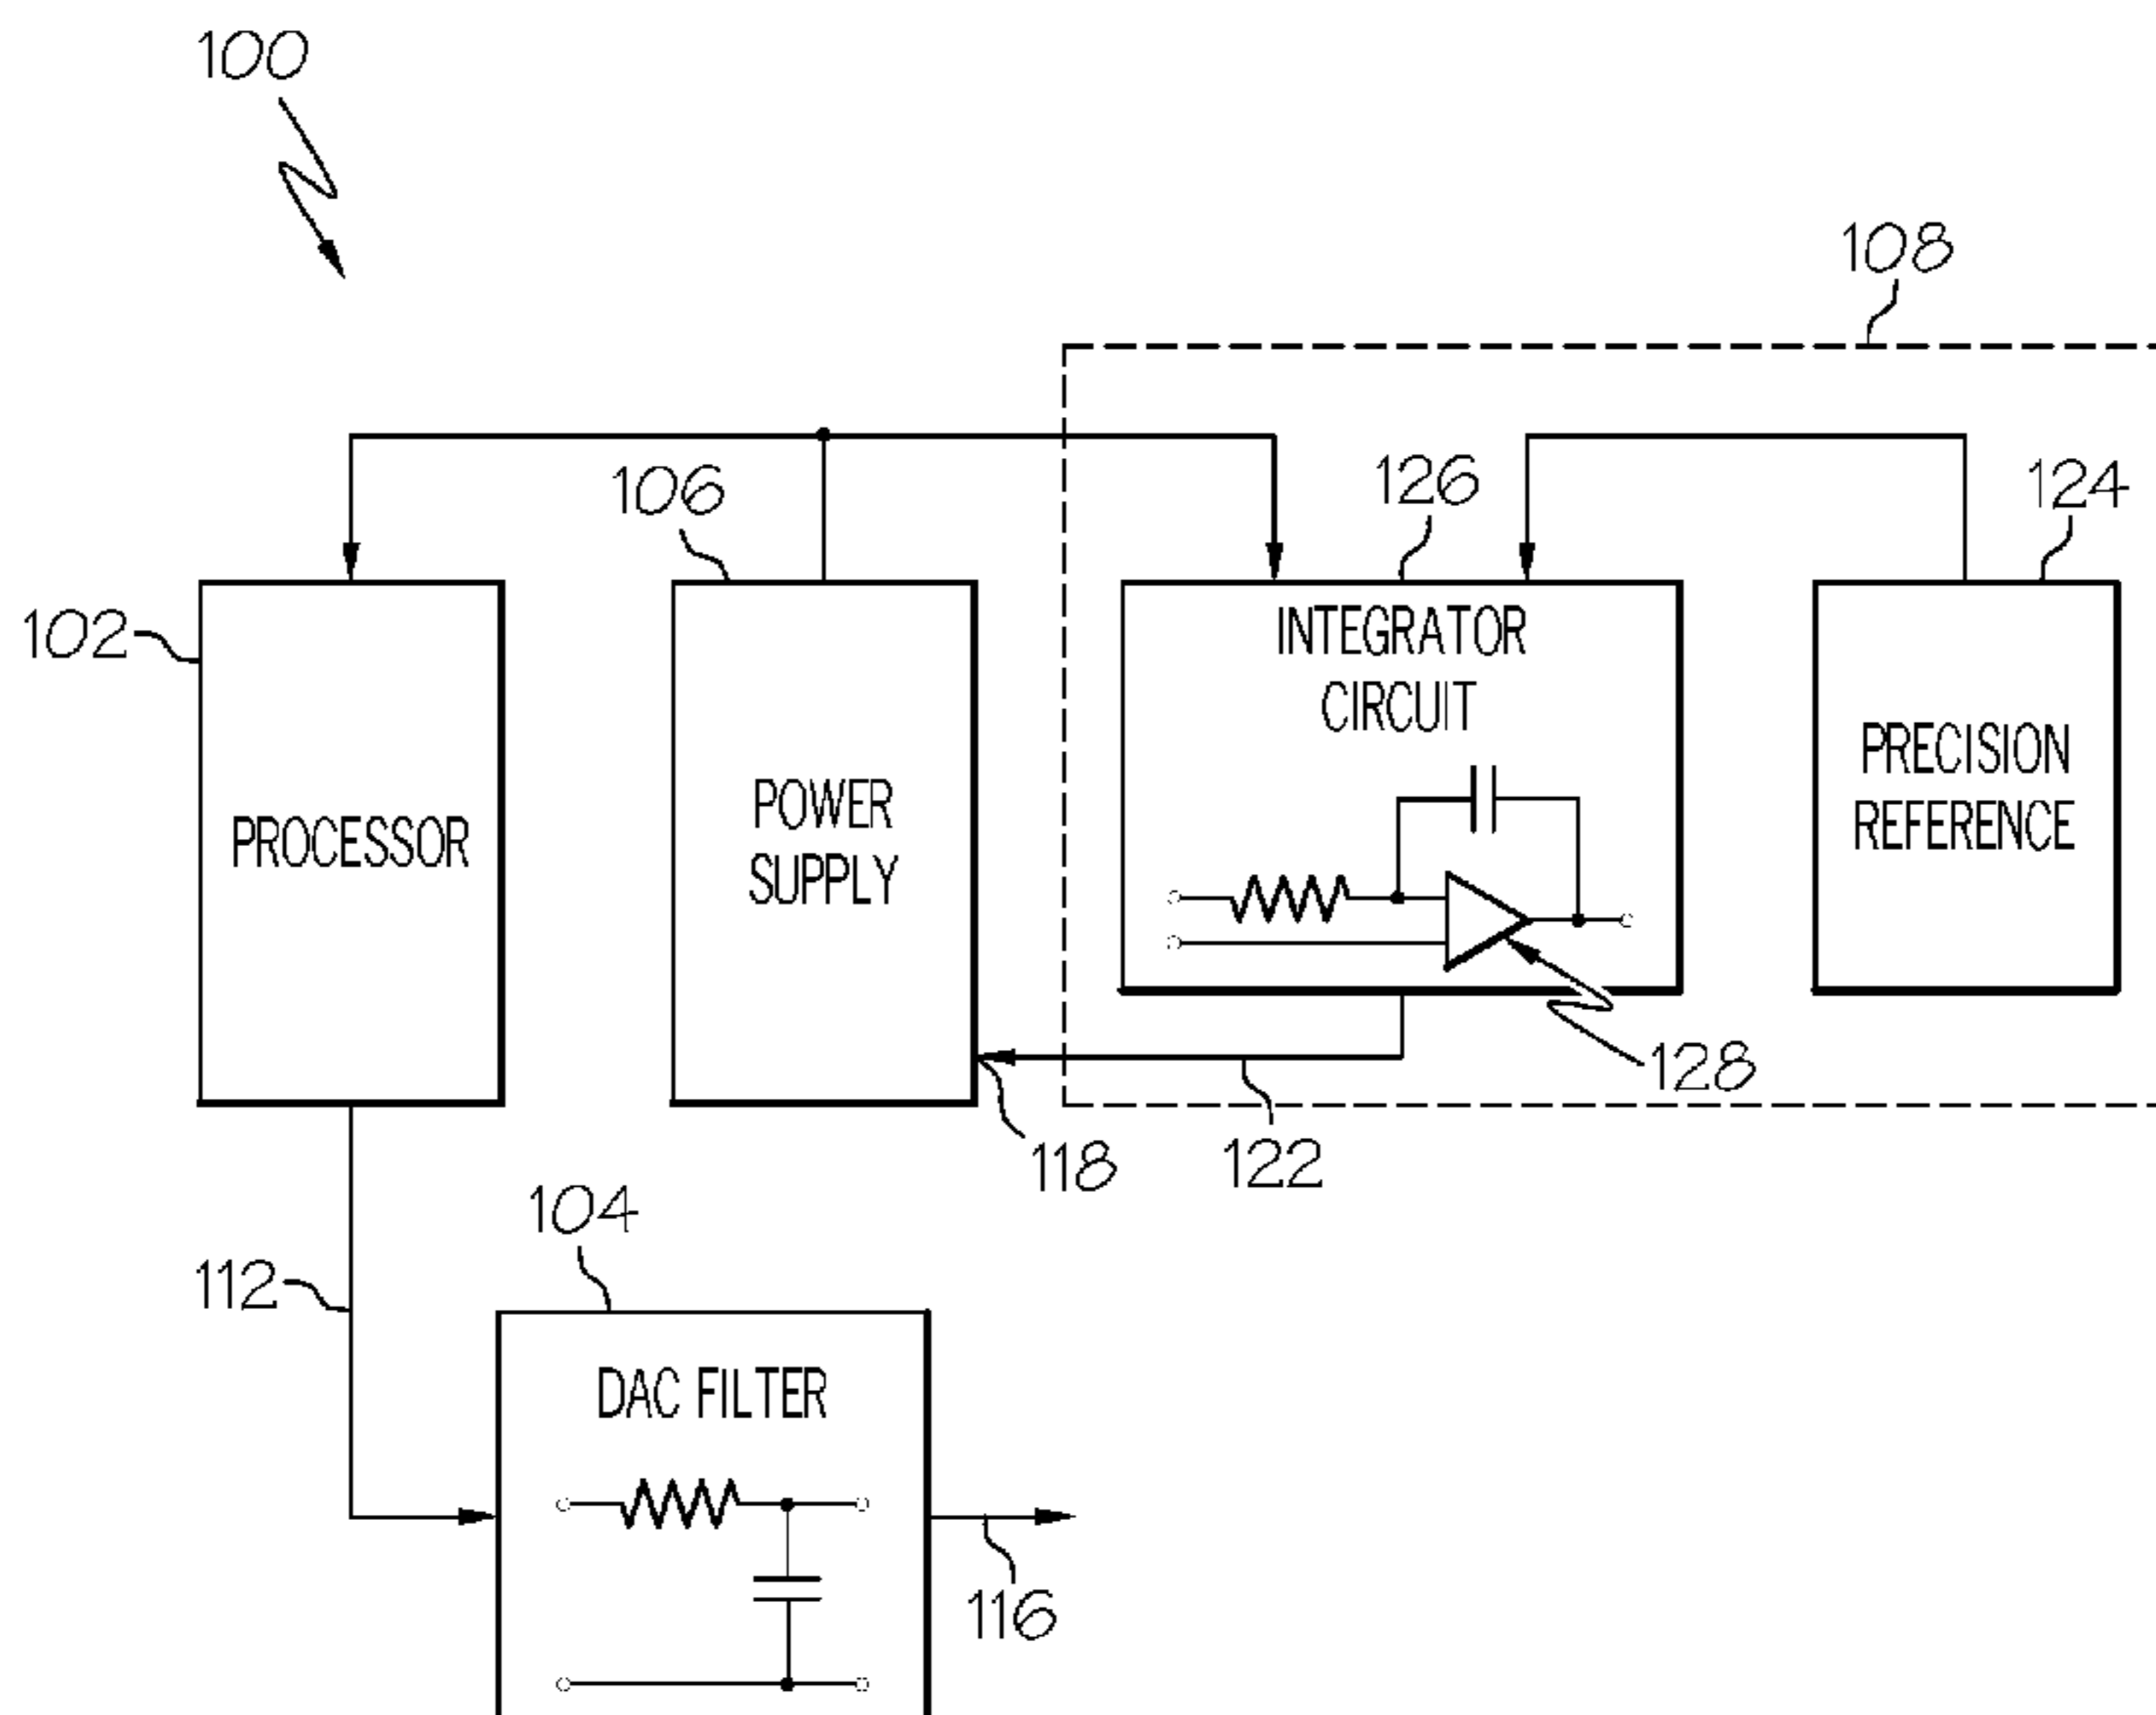 100
108
106
126
124
102
INTEGRATOR
CIRCUIT
PRECISION
REFERENCE
POWER
SUPPLY
PROCESSOR
128
118
122
104
112
DAC FILTER
116